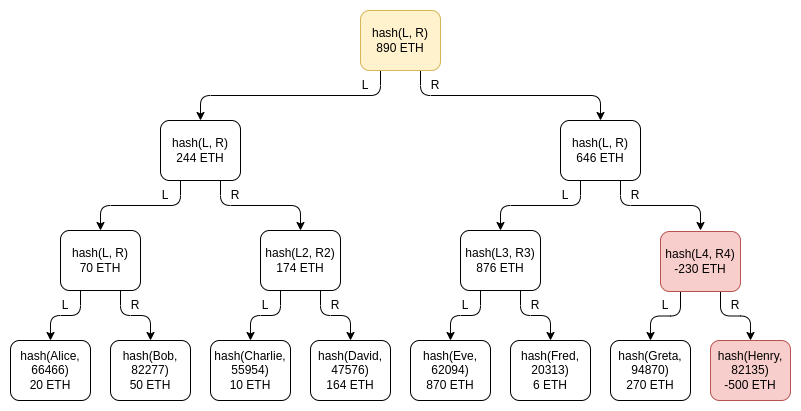 hash(L, R)
890 ETH
L
R
hash(L, R)
244 ETH
hash(L, R)
646 ETH
L
R
L
R
hash(L, R)
70 ETH
hash(L2, R2)
174 ETH
hash(L3, R3)
876 ETH
hash(L4, R4)
-230 ETH
L
R
L
R
L
R
L
R
hash(Alice,
66466)
20 ETH
hash(Bob,
82277)
50 ETH
hash(Charlie,
55954)
10 ETH
hash(David,
47576)
164 ETH
hash(Eve,
62094)
870 ETH
hash(Fred,
20313)
6 ETH
hash(Greta,
94870)
270 ETH
hash(Henry,
82135)
-500 ETH